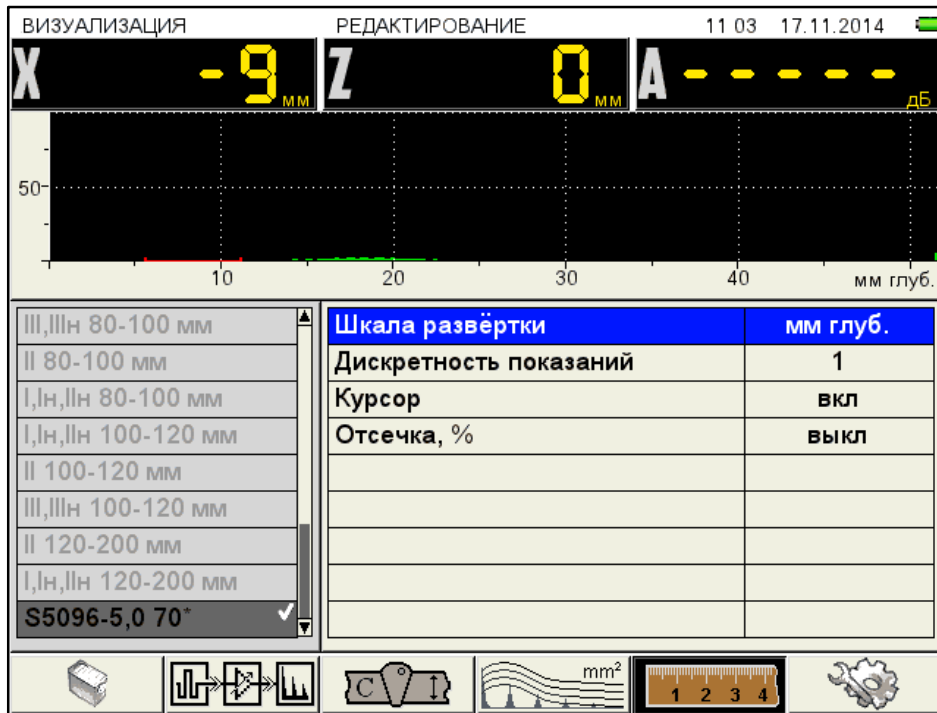 ВИЗУАЛИЗАЦИЯ РЕДАКТИРОВАНИЕ 11 03 17.11.2014
X -9 мм Z 0 мм A ----- дБ
50
10 20 30 40 мм глуб.
III,IIIн 80-100 мм
II 80-100 мм
I,Iн,IIн 80-100 мм
I,Iн,IIн 100-120 мм
II 100-120 мм
III,IIIн 100-120 мм
II 120-200 мм
I,Iн,IIн 120-200 мм
S5096-5,0 70*
Шкала развёртки мм глуб.
Дискретность показаний 1
Курсор вкл
Отсечка, % выкл
C mm² 1 2 3 4